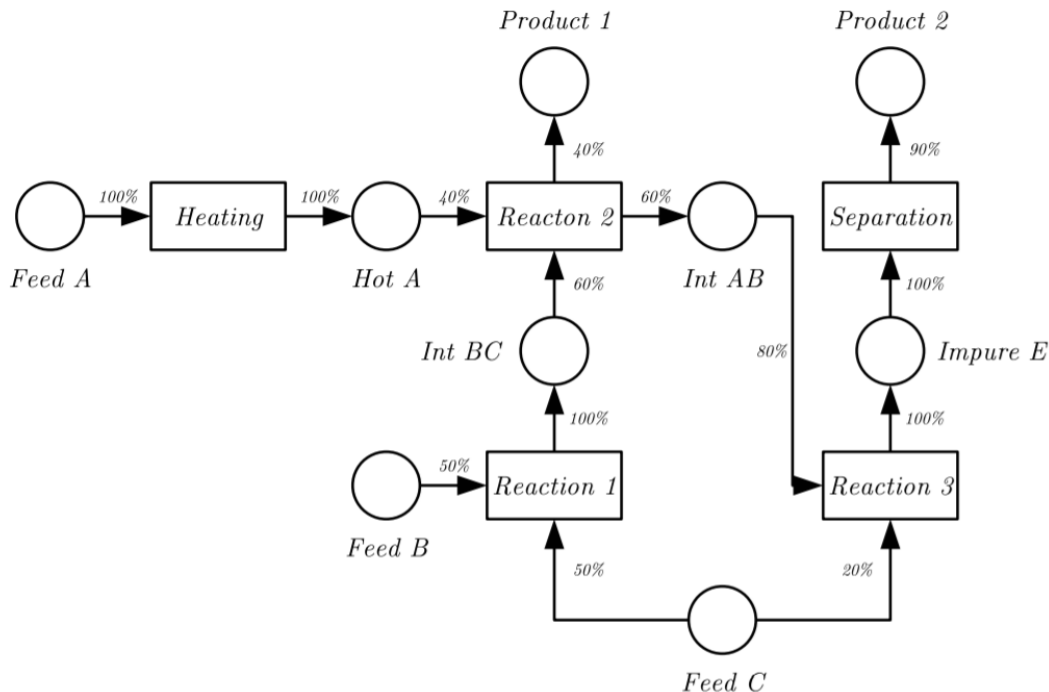 Product 1
Product 2
40%
90%
100%
100%
40%
60%
Heating
Reacton 2
Separation
Feed A
Hot A
Int AB
60%
100%
Int BC
80%
Impure E
100%
100%
50%
Reaction 1
Reaction 3
Feed B
50%
20%
Feed C